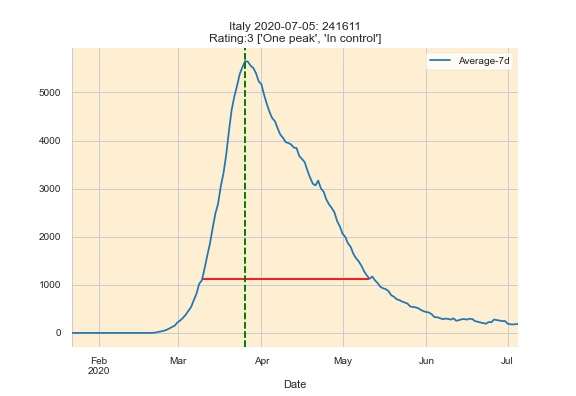 Italy 2020-07-05: 241611
Rating:3 ['One peak', 'In control']
Average-7d
5000
4000
3000
2000
1000
0
Feb Mar Apr May Jun Jul
2020
Date